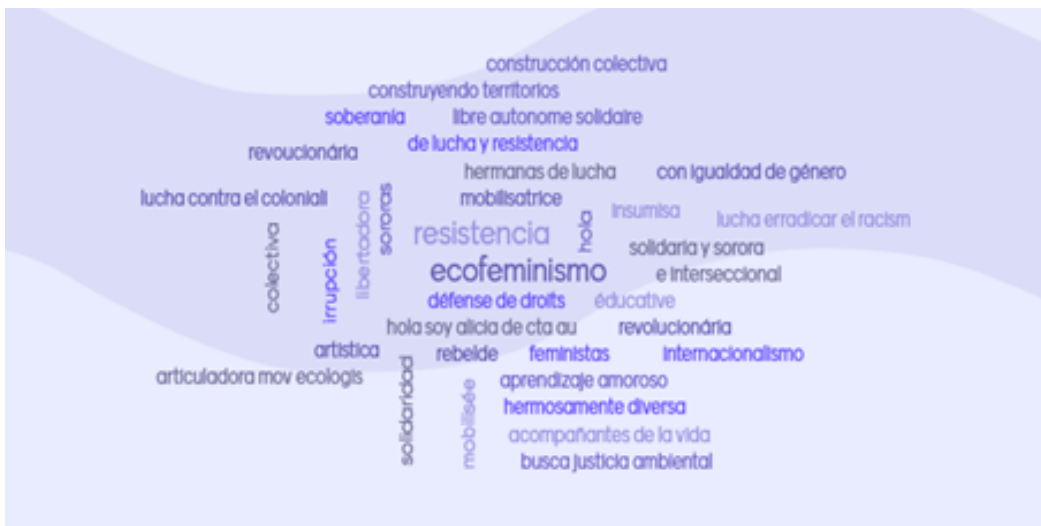 construcción colectiva
construyendo territorios
soberania libre autonome solidaire
de lucha y resistencia
revoucionária
hermanas de lucha con igualdad de género
lucha contra el coloniali
libertadora
sororas
mobilisatrice
insumisa
lucha erradicar el racism
resistencia
hola
colectiva
irrupción
solidaria y sorora
ecofeminismo
e interseccional
défense de droits éducative
hola soy alicia de cta au revolucionária
artistica rebelde feministas internacionalismo
articuladora mov ecologis
solidaridad
mobilisée
aprendizaje amoroso
hermosamente diversa
acompañantes de la vida
busca justicia ambiental